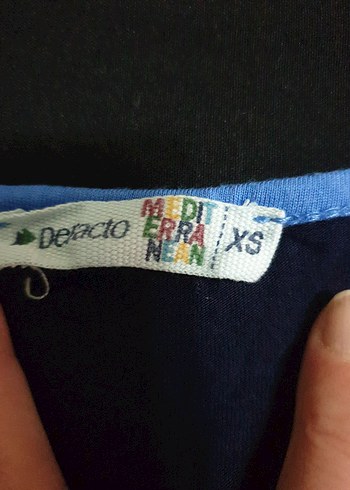 DeFacto
MEDIT
ERRA
NEAN
XS